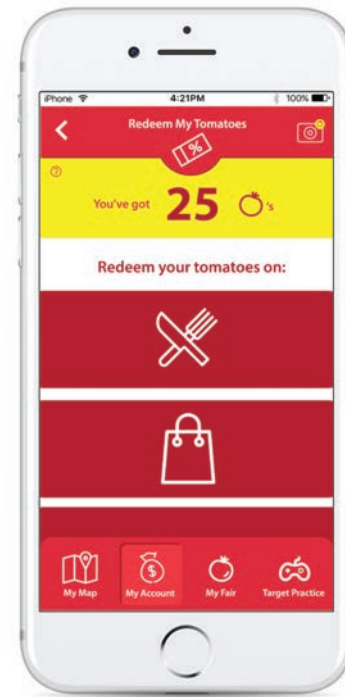 iPhone 4:21PM 100%
Redeem My Tomatoes
%
You've got 25 's
Redeem your tomatoes on:
$
My Map My Account My Fair Target Practice